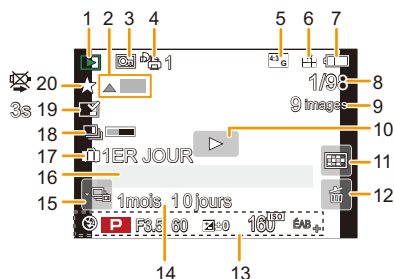 1 2 3 4 5 6 7
1
4:3 G
20
1/98 8
19 3s
9 images 9
18
10
17 1ER JOUR
11
16
12
15
1mois 10jours
P F3.5 60 ±0 160 ISO ÉAB+
14 13